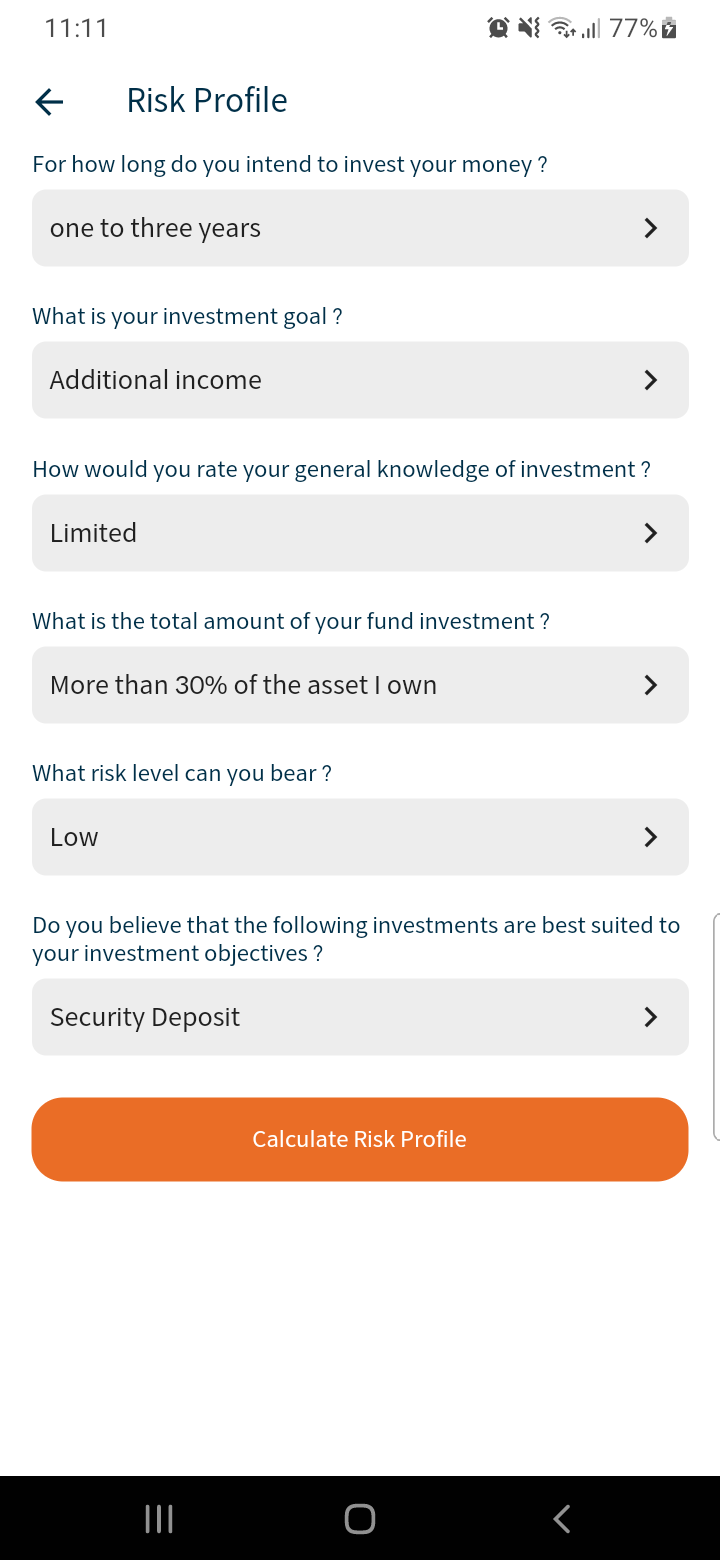 11:11 77%
Risk Profile
For how long do you intend to invest your money ?
one to three years
What is your investment goal ?
Additional income
How would you rate your general knowledge of investment ?
Limited
What is the total amount of your fund investment ?
More than 30% of the asset I own
What risk level can you bear ?
Low
Do you believe that the following investments are best suited to
your investment objectives ?
Security Deposit
Calculate Risk Profile